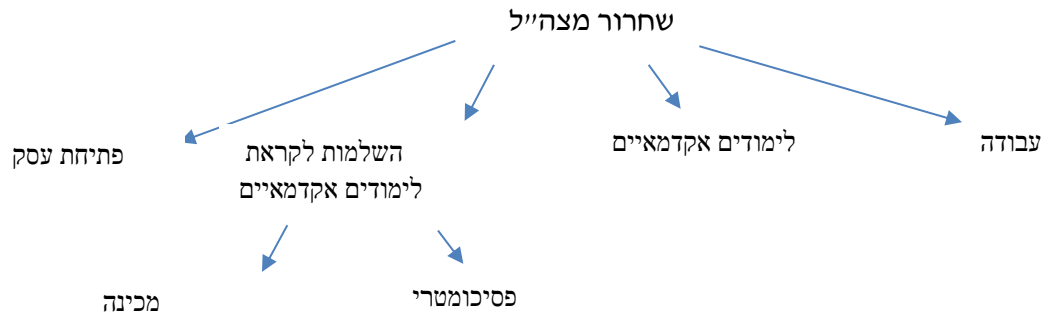 שחרור מצה״ל
עבודה
לימודים אקדמאיים
השלמות לקראת
לימודים אקדמאיים
פתיחת עסק
פסיכומטרי
מכינה